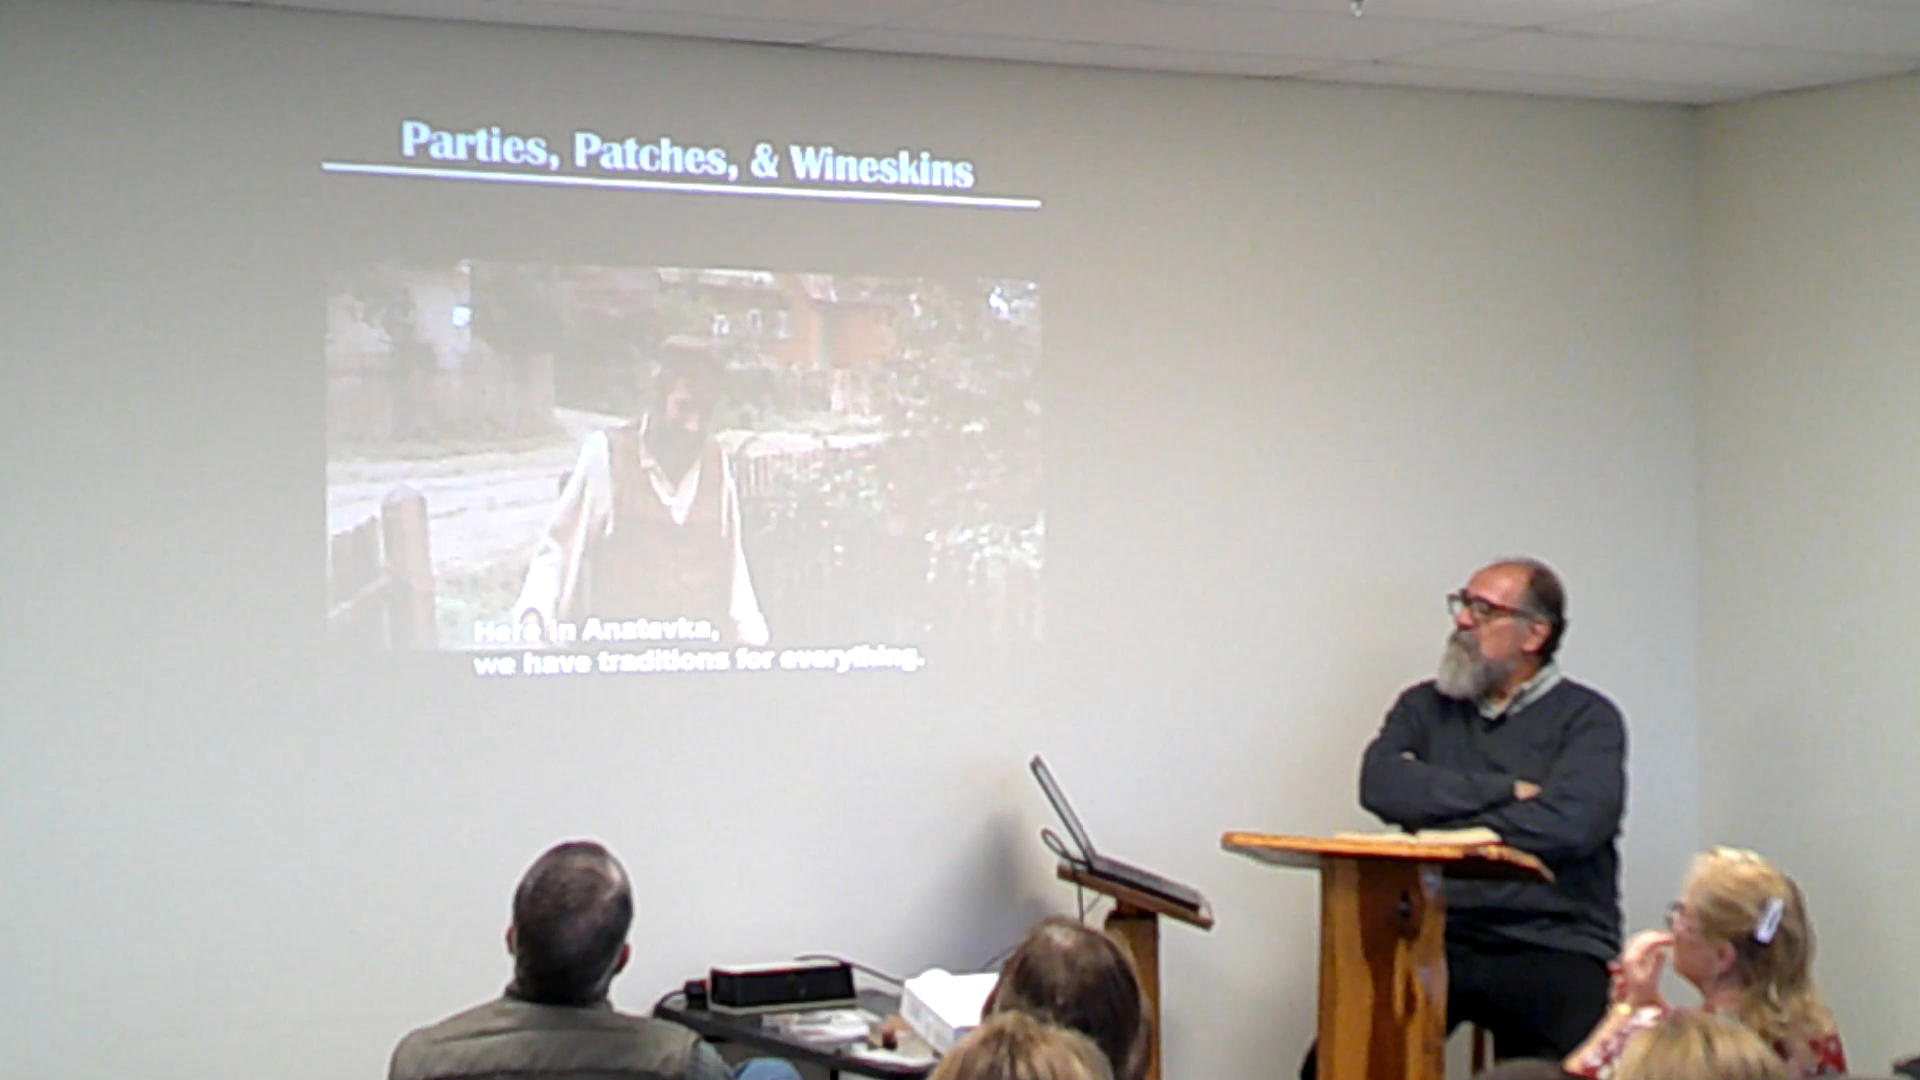 Parties, Patches, & Wineskins
Here in Anatevka,
we have traditions for everything.